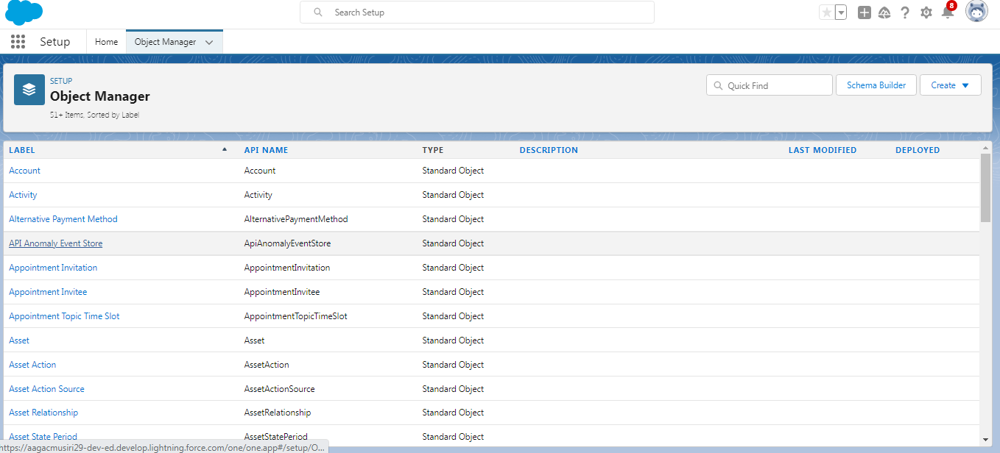 Search Setup
8
Setup Home Object Manager
SETUP
Object Manager
51+ Items, Sorted by Label
Quick Find Schema Builder Create
LABEL API NAME TYPE DESCRIPTION LAST MODIFIED DEPLOYED
Account Account Standard Object
Activity Activity Standard Object
Alternative Payment Method AlternativePaymentMethod Standard Object
API Anomaly Event Store ApiAnomalyEventStore Standard Object
Appointment Invitation AppointmentInvitation Standard Object
Appointment Invitee AppointmentInvitee Standard Object
Appointment Topic Time Slot AppointmentTopicTimeSlot Standard Object
Asset Asset Standard Object
Asset Action AssetAction Standard Object
Asset Action Source AssetActionSource Standard Object
Asset Relationship AssetRelationship Standard Object
Asset State Period AssetStatePeriod Standard Object
https://aagacmusiri29-dev-ed.develop.lightning.force.com/one/one.app#/setup/O...